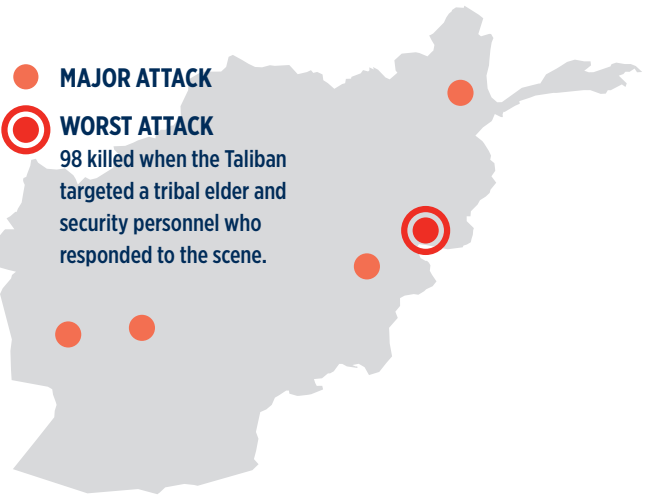 MAJOR ATTACK
WORST ATTACK
98 killed when the Taliban
targeted a tribal elder and
security personnel who
responded to the scene.